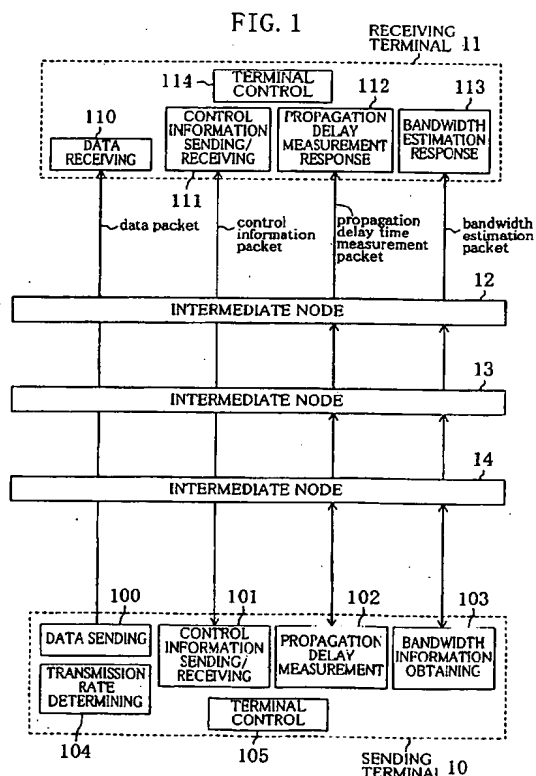 FIG. 1
RECEIVING
TERMINAL 11
114
TERMINAL
CONTROL
112
113
110
DATA
RECEIVING
CONTROL
INFORMATION
SENDING/
RECEIVING
111
PROPAGATION
DELAY
MEASUREMENT
RESPONSE
BANDWIDTH
ESTIMATION
RESPONSE
data packet
control
information
packet
propagation
delay time
measurement
packet
bandwidth
estimation
packet
12
INTERMEDIATE NODE
13
INTERMEDIATE NODE
14
INTERMEDIATE NODE
100
101
102
103
DATA SENDING
CONTROL
INFORMATION
SENDING/
RECEIVING
PROPAGATION
DELAY
MEASUREMENT
BANDWIDTH
INFORMATION
OBTAINING
TRANSMISSION
RATE
DETERMINING
104
TERMINAL
CONTROL
105
SENDING
TERMINAL 10